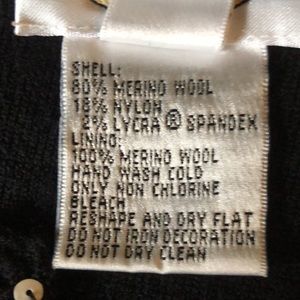 SHELL:
80% MERINO WOOL
18% NYLON
2% LYCRA ® SPANDEX
LINING:
100% MERINO WOOL
HAND WASH COLD
ONLY NON CHLORINE
BLEACH
RESHAPE AND DRY FLAT
DO NOT IRON DECORATION
DO NOT DRY CLEAN